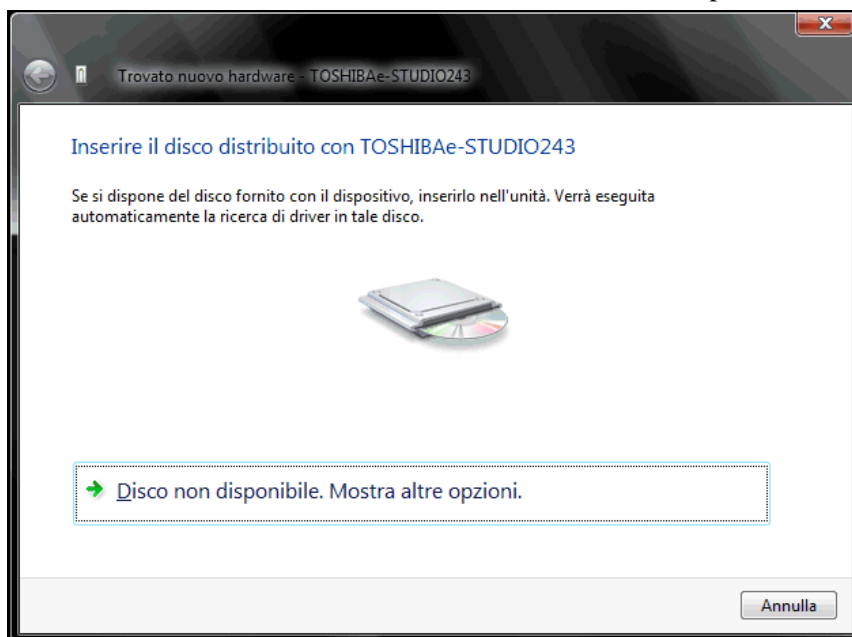 Trovato nuovo hardware - TOSHIBAe-STUDIO243
Inserire il disco distribuito con TOSHIBAe-STUDIO243
Se si dispone del disco fornito con il dispositivo, inserirlo nell'unità. Verrà eseguita
automaticamente la ricerca di driver in tale disco.
Disco non disponibile. Mostra altre opzioni.
Annulla